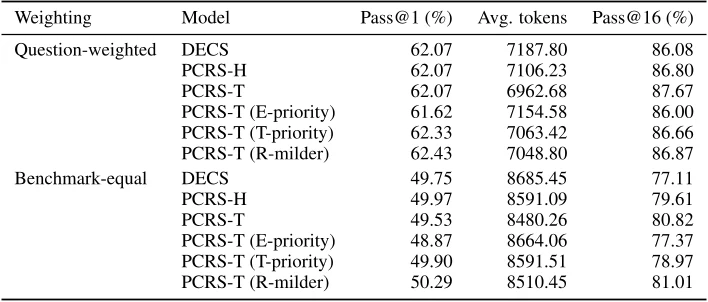 Weighting Model Pass@1 (%) Avg. tokens Pass@16 (%)
Question-weighted DECS 62.07 7187.80 86.08
PCRS-H 62.07 7106.23 86.80
PCRS-T 62.07 6962.68 87.67
PCRS-T (E-priority) 61.62 7154.58 86.00
PCRS-T (T-priority) 62.33 7063.42 86.66
PCRS-T (R-milder) 62.43 7048.80 86.87
Benchmark-equal DECS 49.75 8685.45 77.11
PCRS-H 49.97 8591.09 79.61
PCRS-T 49.53 8480.26 80.82
PCRS-T (E-priority) 48.87 8664.06 77.37
PCRS-T (T-priority) 49.90 8591.51 78.97
PCRS-T (R-milder) 50.29 8510.45 81.01